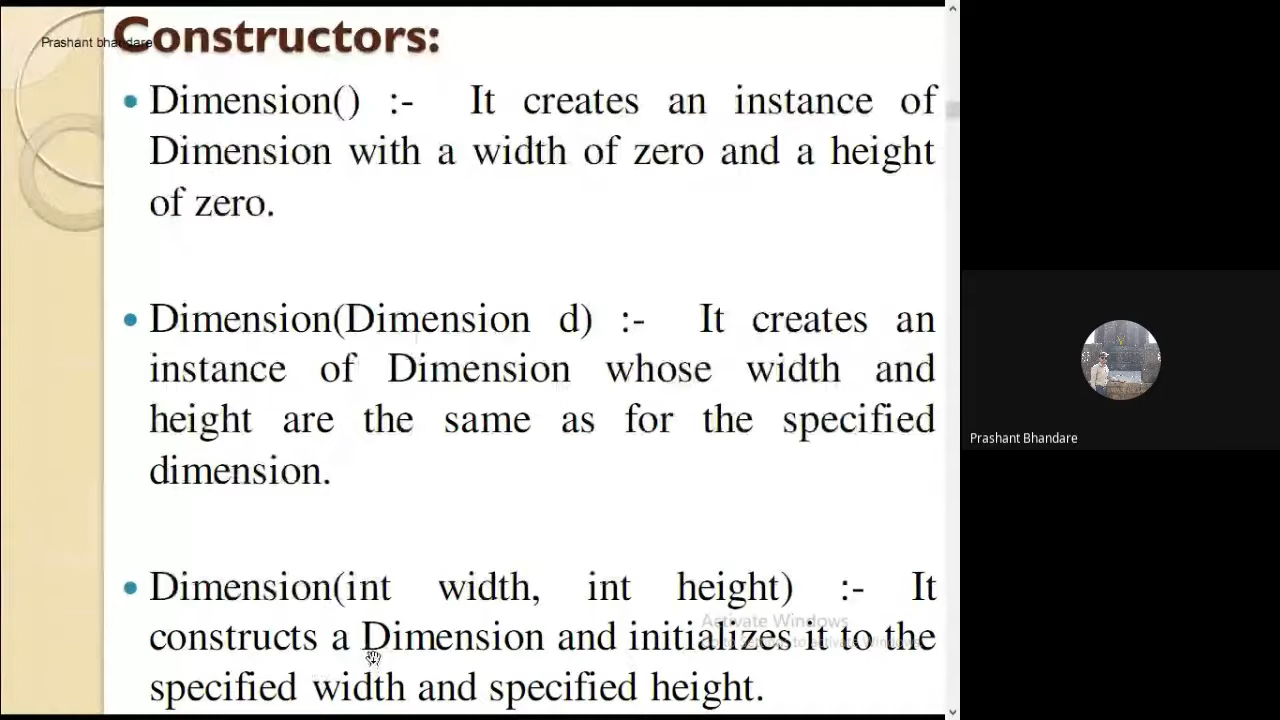 Constructors:
Prashant bhandare
Dimension() :- It creates an instance of
Dimension with a width of zero and a height
of zero.
Dimension(Dimension d) :- It creates an
instance of Dimension whose width and
height are the same as for the specified
dimension.
Prashant Bhandare
Dimension(int width, int height) :- It
Activate Windows
constructs a Dimension and initializes it to the
specified width and specified height.